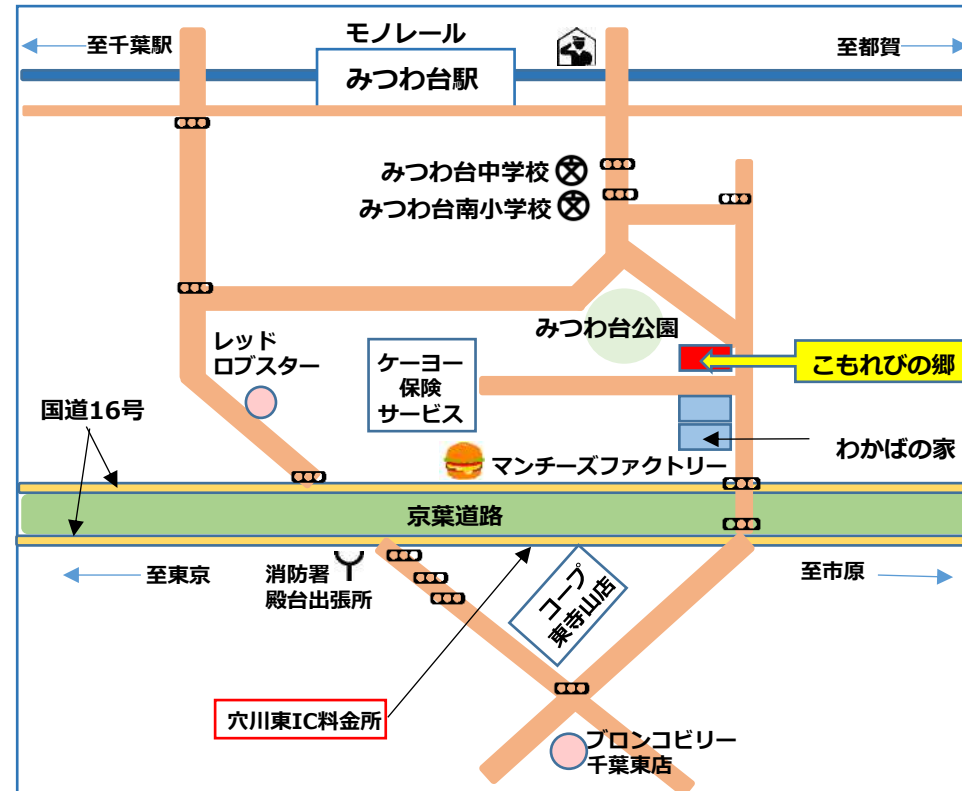 モノレール
至千葉駅
みつわ台駅
至都賀
みつわ台中学校
みつわ台南小学校
みつわ台公園
レッド
ロブスター
ケーヨー
保険
サービス
こもれびの郷
国道16号
わかばの家
マンチーズファクトリー
京葉道路
至東京
消防署
殿台出張所
コープ
東寺山店
至市原
穴川東IC料金所
ブロンコビリー
千葉東店